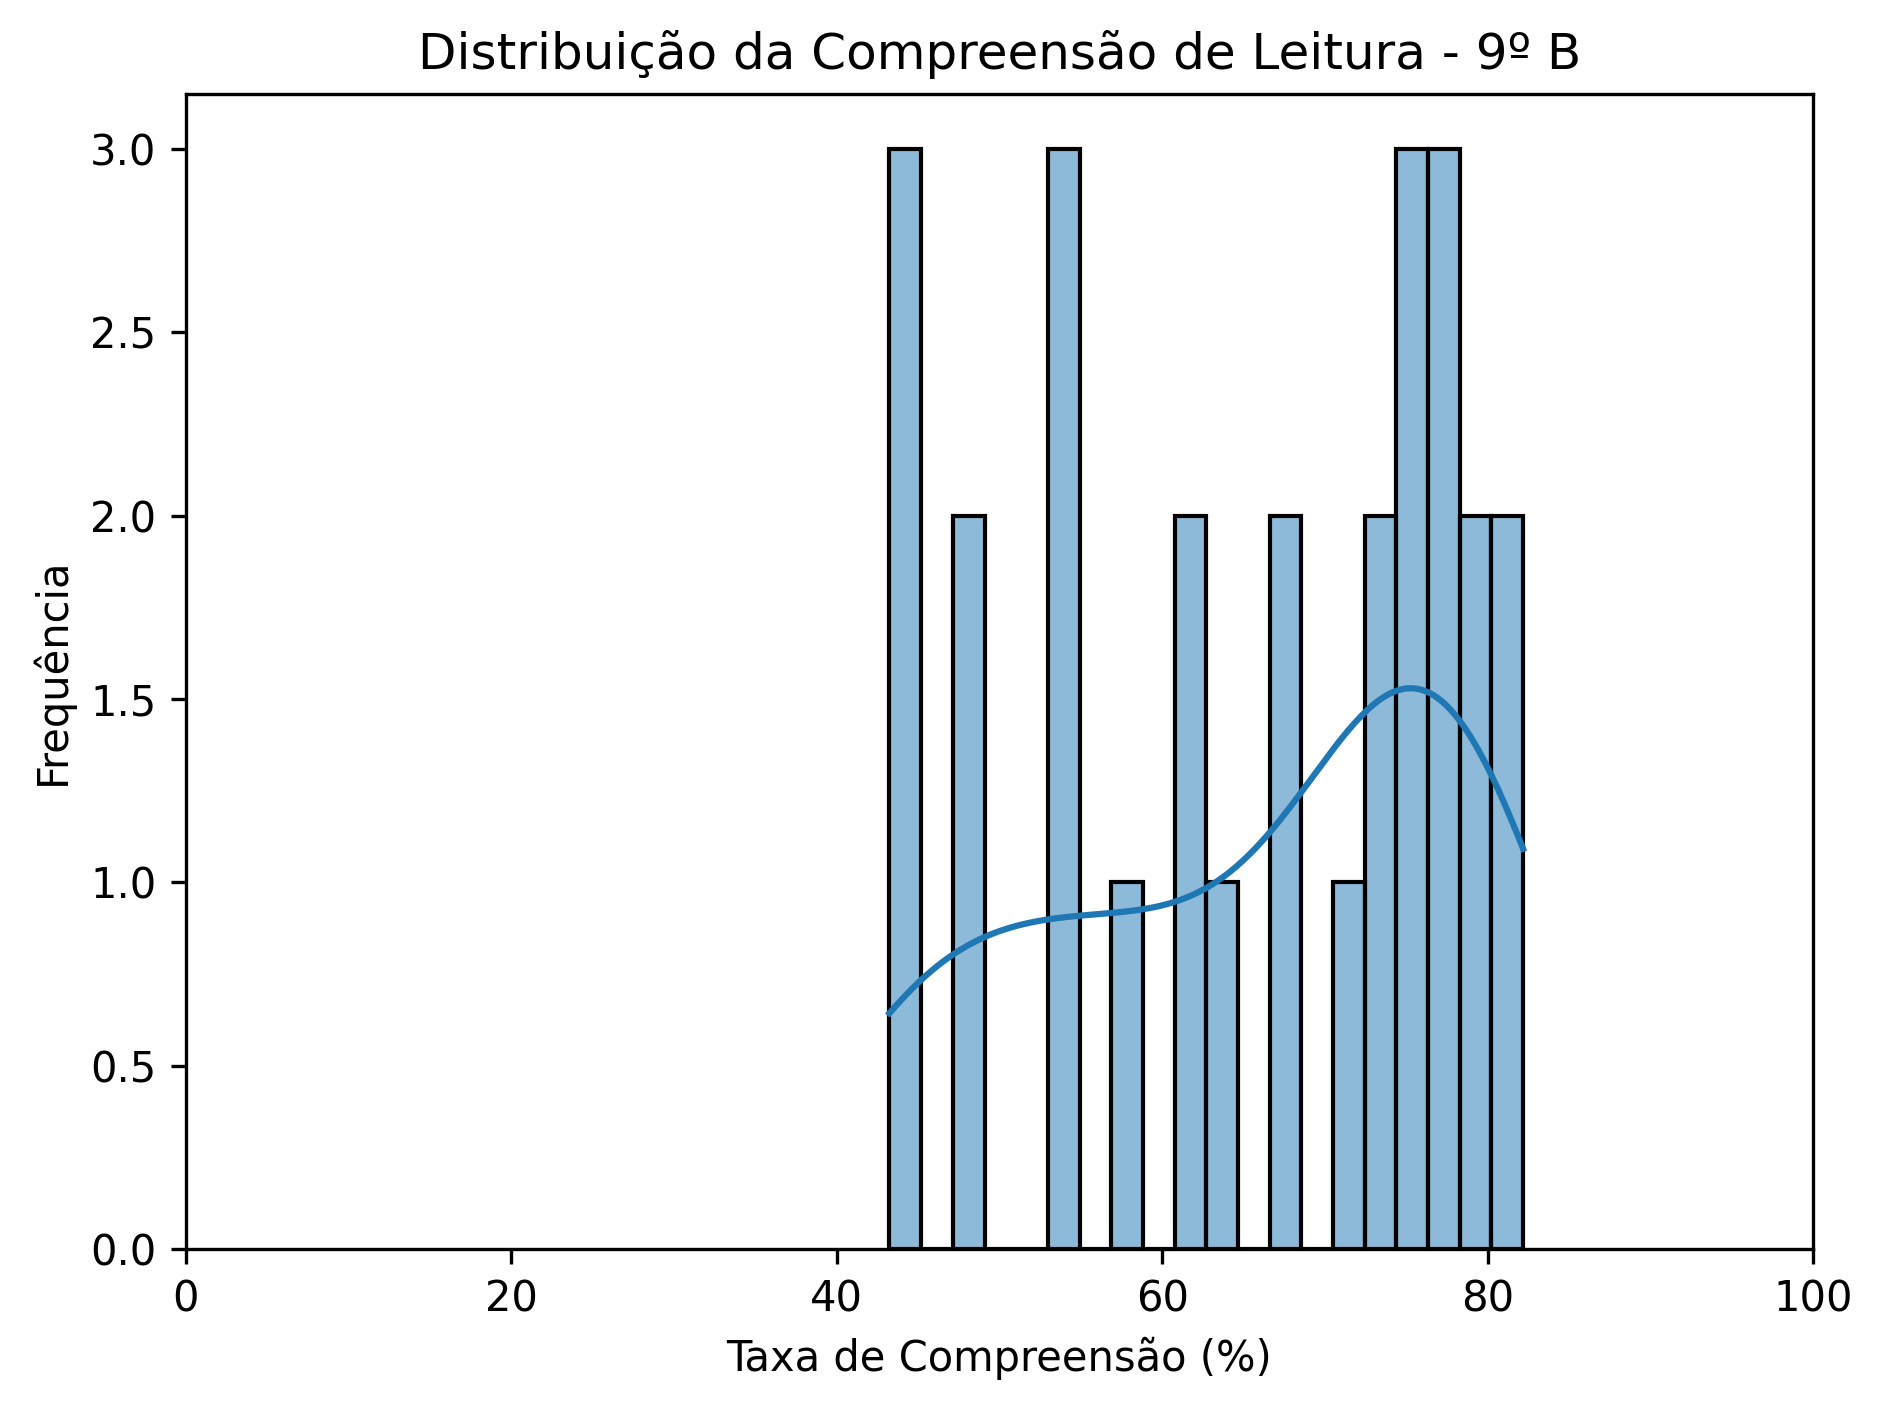 Distribuição da Compreensão de Leitura - 9º B
Frequência
3.0
2.5
2.0
1.5
1.0
0.5
0.0
0 20 40 60 80 100
Taxa de Compreensão (%)